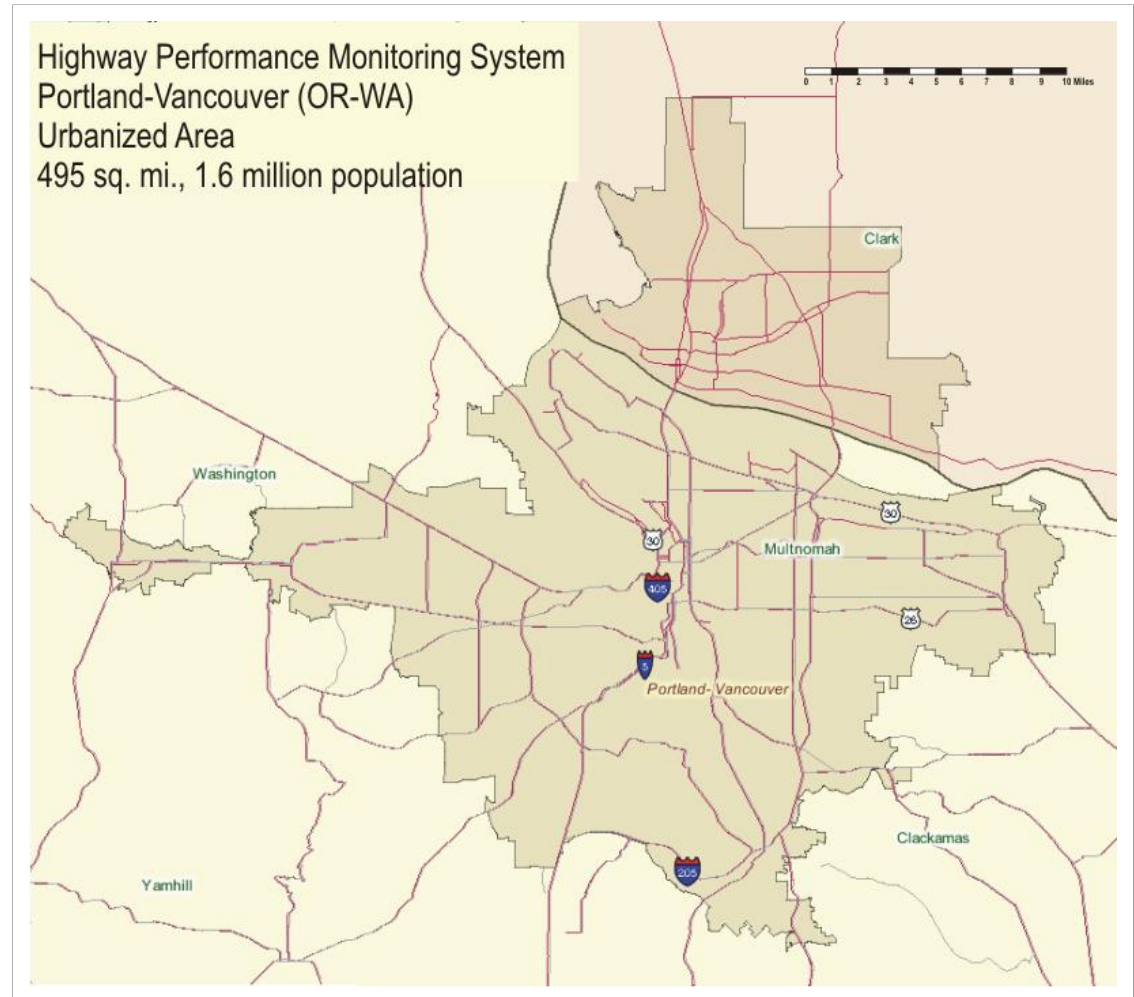 Highway Performance Monitoring System
Portland-Vancouver (OR-WA)
Urbanized Area
495 sq. mi., 1.6 million population
0 1 2 3 4 5 6 7 8 9 10 Miles
Clark
Washington
30
30
Multnomah
405
26
5
Portland-Vancouver
Clackamas
205
Yamhill